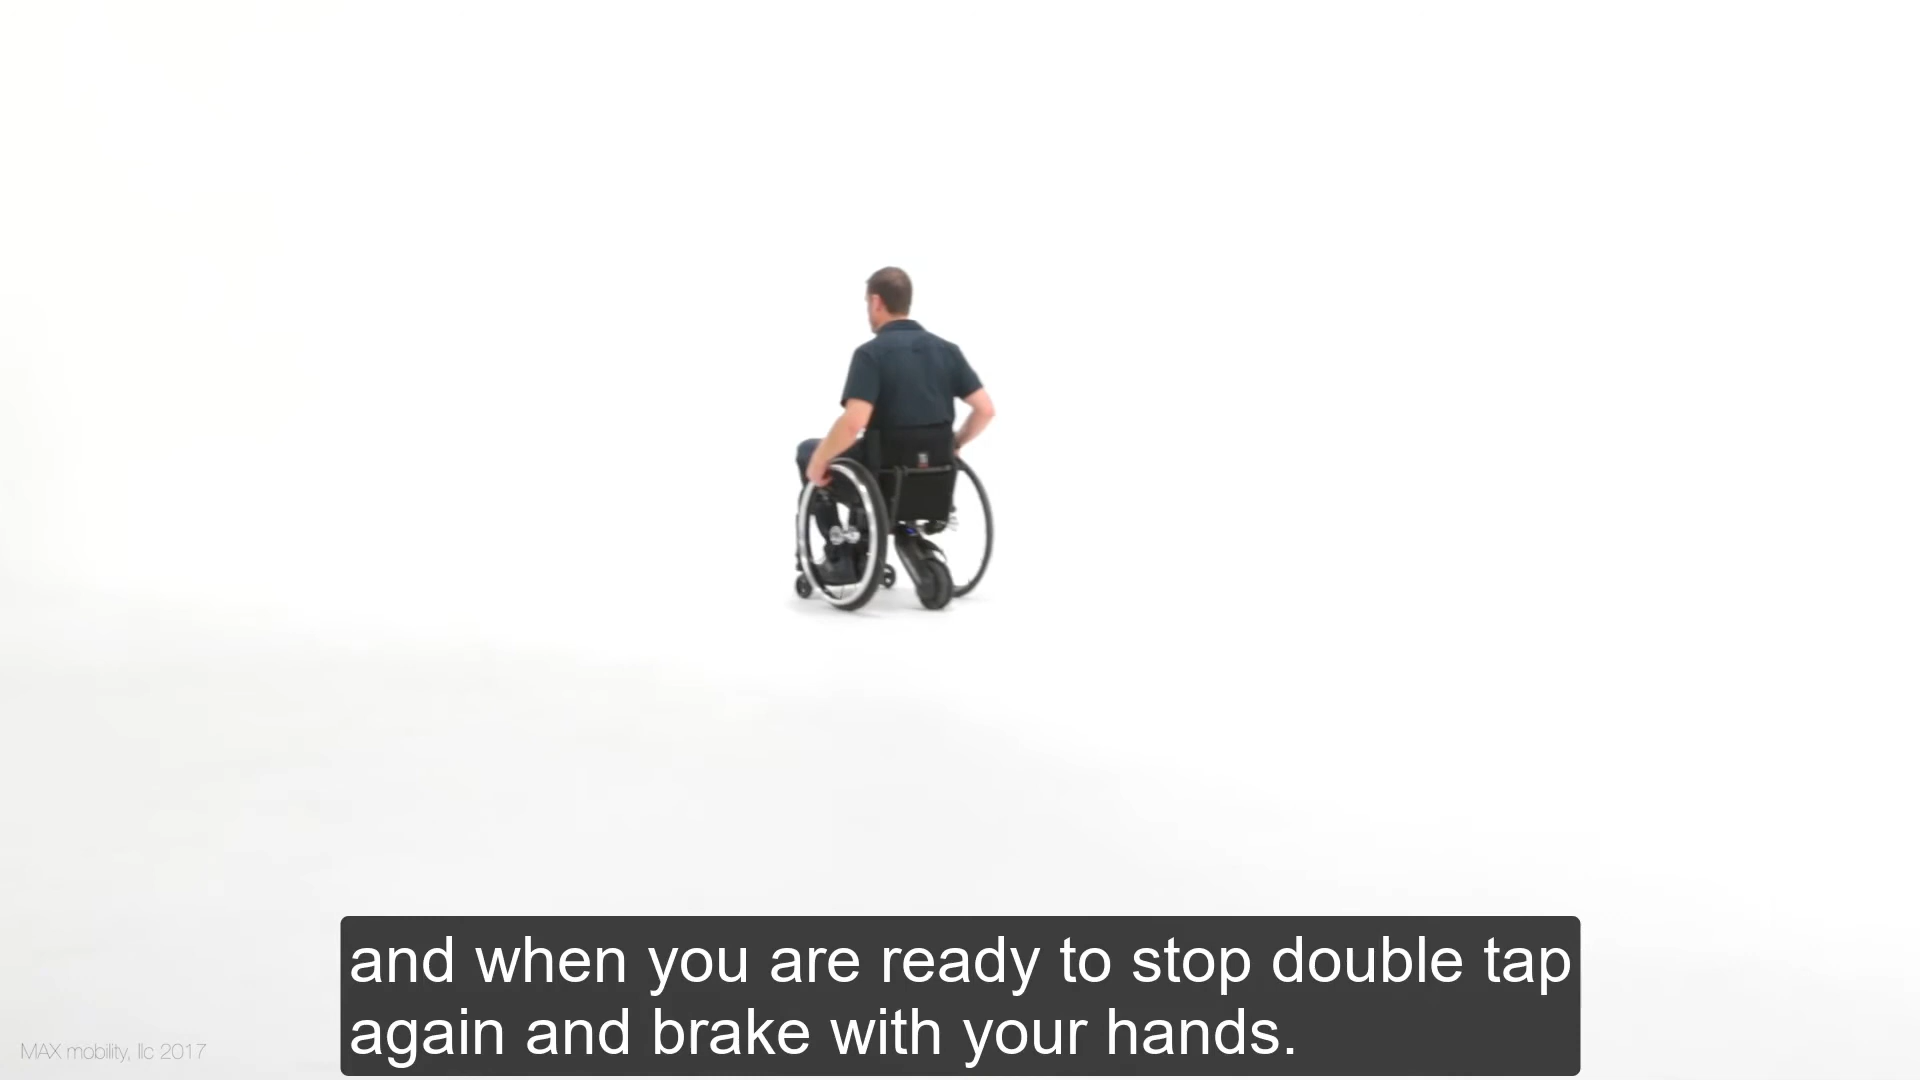 and when you are ready to stop double tap
again and brake with your hands.
MAX mobility, llc 2017